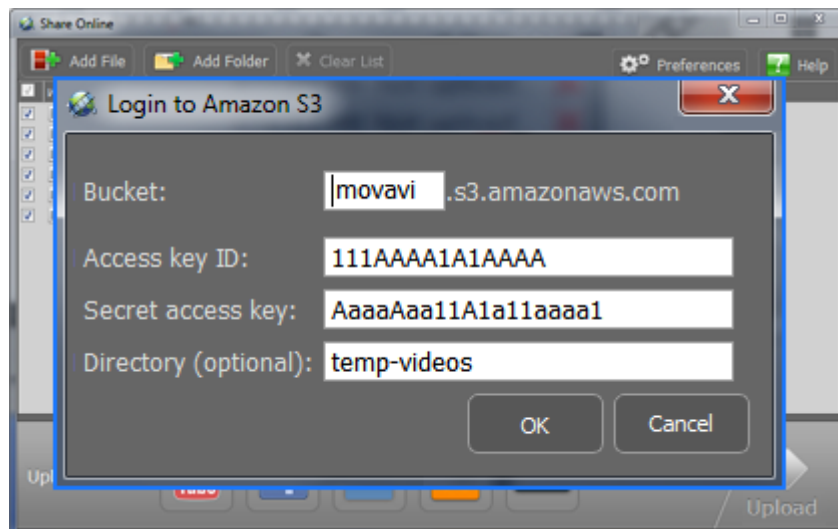 Share Online
Add File Add Folder Clear List Preferences Help
Login to Amazon S3
Bucket: movavi .s3.amazonaws.com
Access key ID: 111AAAA1A1AAAA
Secret access key: AaaaAaa11A1a11aaaa1
Directory (optional): temp-videos
OK Cancel
Upload